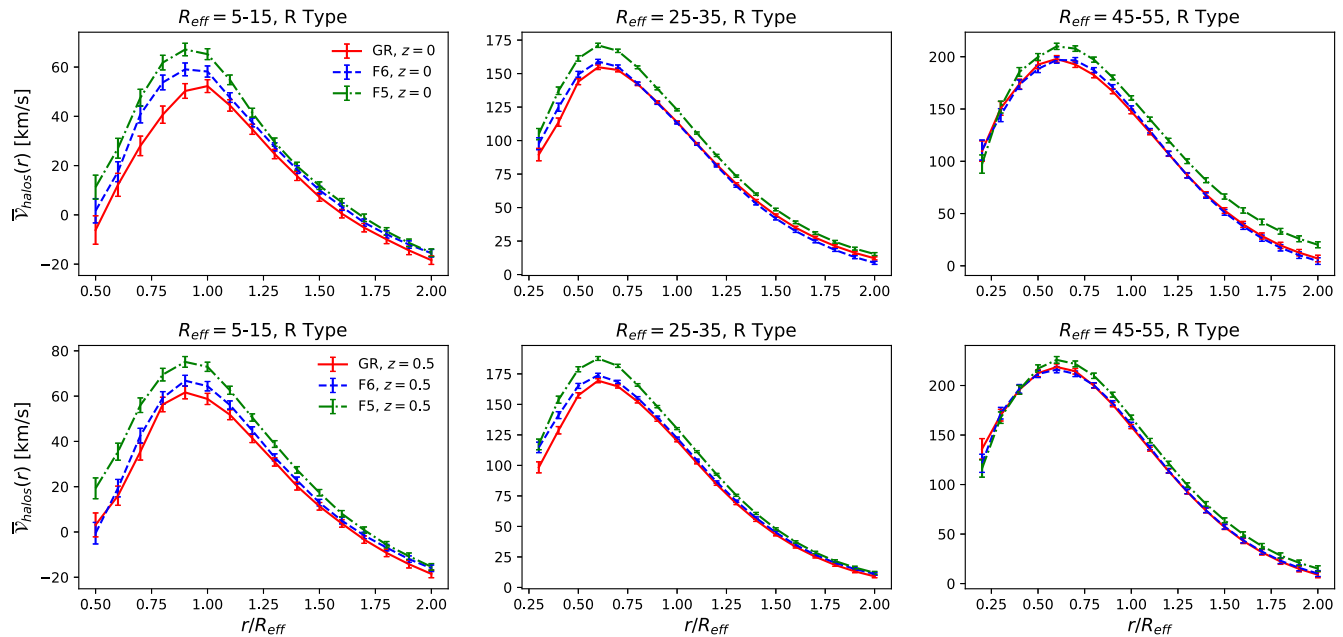 R_eff = 5-15, R Type
R_eff = 25-35, R Type
R_eff = 45-55, R Type
V̅_halos(r) [km/s]
60
40
20
0
−20
GR, z = 0
F6, z = 0
F5, z = 0
175
150
125
100
75
50
25
0
200
150
100
50
0
0.50 0.75 1.00 1.25 1.50 1.75 2.00
0.25 0.50 0.75 1.00 1.25 1.50 1.75 2.00
0.25 0.50 0.75 1.00 1.25 1.50 1.75 2.00
R_eff = 5-15, R Type
R_eff = 25-35, R Type
R_eff = 45-55, R Type
V̅_halos(r) [km/s]
80
60
40
20
0
−20
GR, z = 0.5
F6, z = 0.5
F5, z = 0.5
175
150
125
100
75
50
25
0
200
150
100
50
0
0.50 0.75 1.00 1.25 1.50 1.75 2.00
0.25 0.50 0.75 1.00 1.25 1.50 1.75 2.00
0.25 0.50 0.75 1.00 1.25 1.50 1.75 2.00
r/R_eff
r/R_eff
r/R_eff